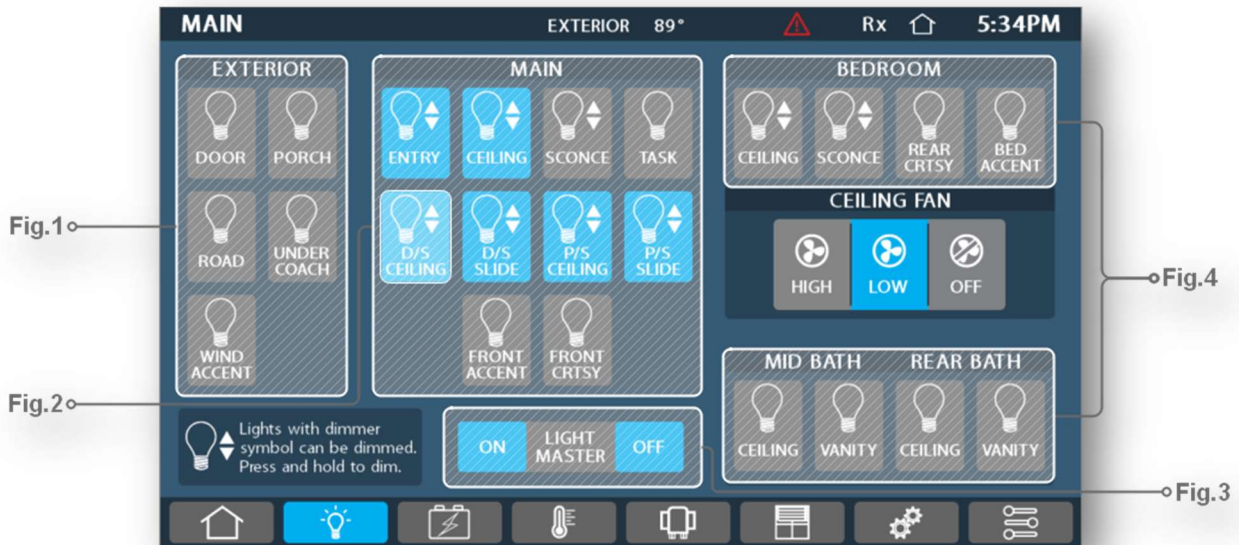 MAIN EXTERIOR 89° Rx 5:34PM
EXTERIOR
DOOR PORCH
ROAD UNDER COACH
WIND ACCENT
MAIN
ENTRY CEILING SCONCE TASK
D/S CEILING D/S SLIDE P/S CEILING P/S SLIDE
FRONT ACCENT FRONT CRTSY
BEDROOM
CEILING SCONCE REAR CRTSY BED ACCENT
CEILING FAN
HIGH LOW OFF
MID BATH REAR BATH
CEILING VANITY CEILING VANITY
Lights with dimmer
symbol can be dimmed.
Press and hold to dim.
ON LIGHT MASTER OFF
Fig.1
Fig.2
Fig.3
Fig.4